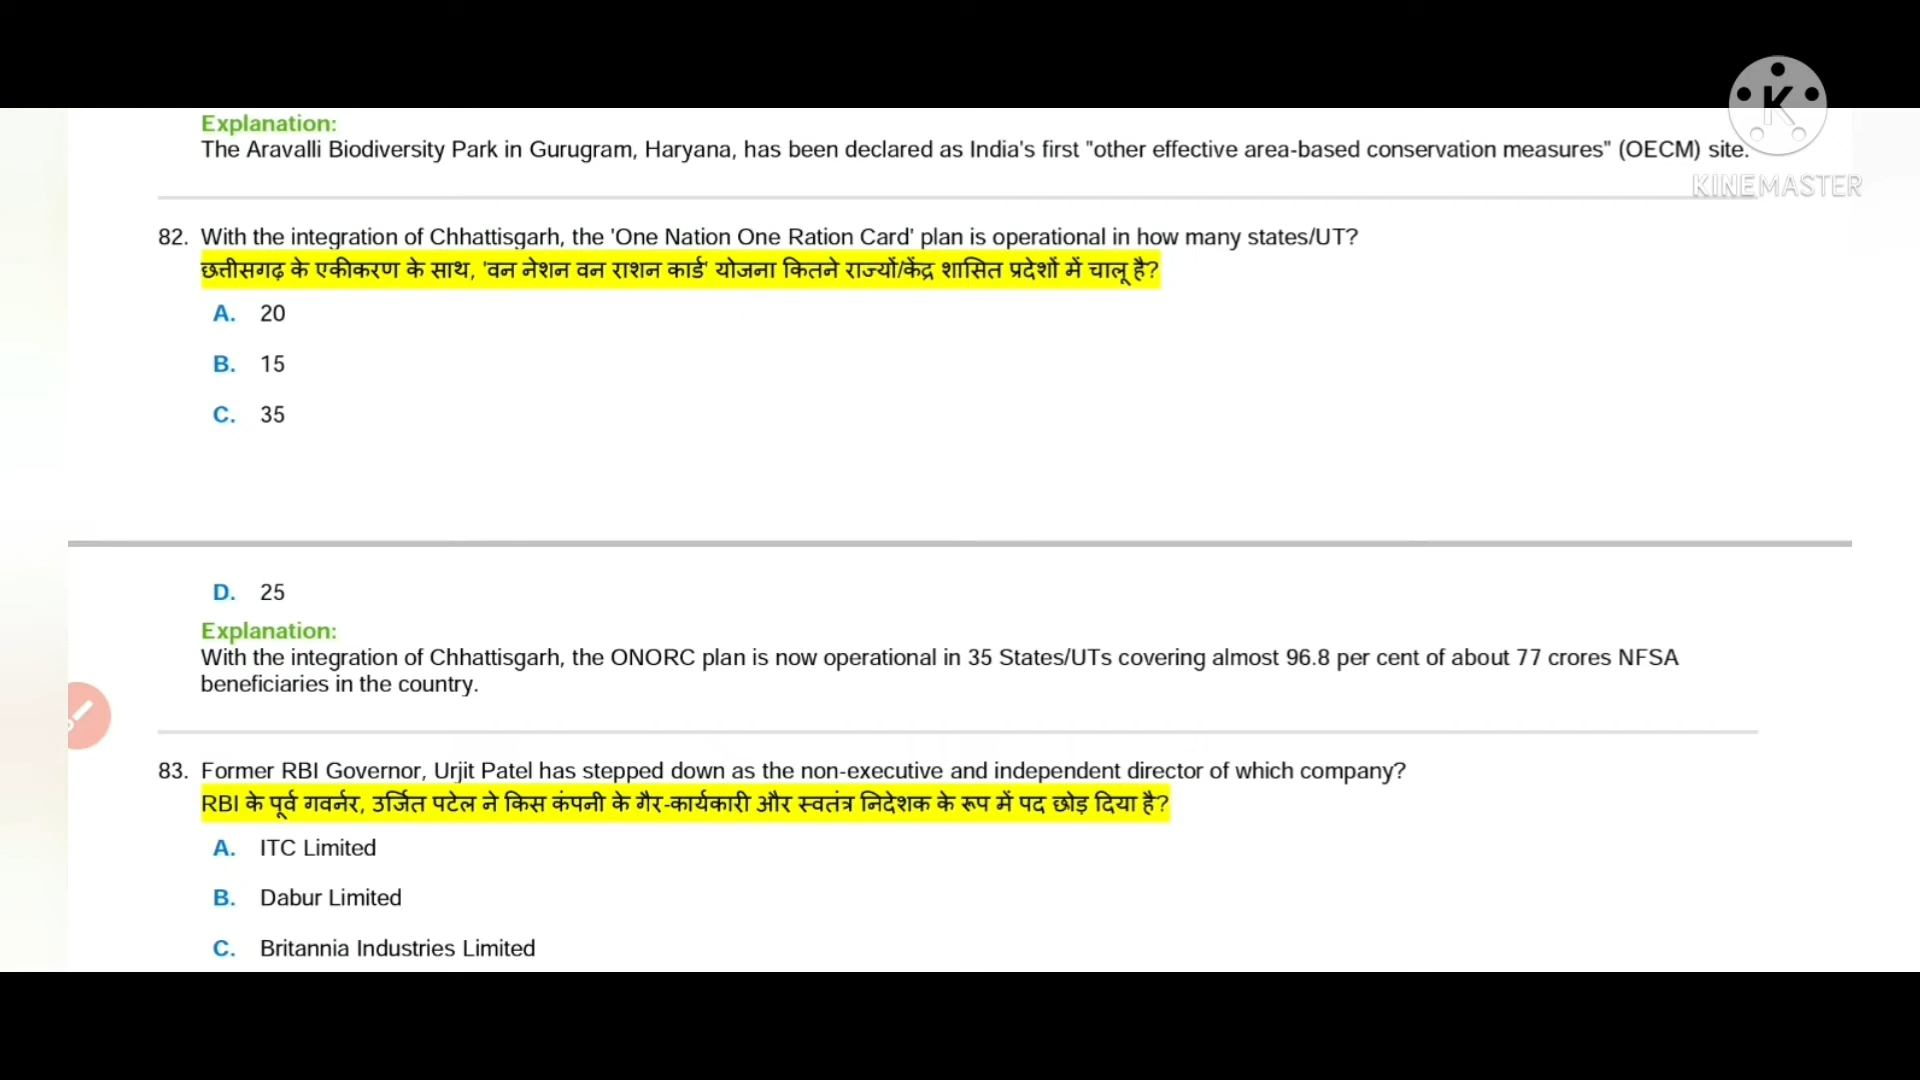 Explanation:
The Aravalli Biodiversity Park in Gurugram, Haryana, has been declared as India's first "other effective area-based conservation measures" (OECM) site.
K
KINEMASTER
82. With the integration of Chhattisgarh, the 'One Nation One Ration Card' plan is operational in how many states/UT?
छत्तीसगढ़ के एकीकरण के साथ, 'वन नेशन वन राशन कार्ड' योजना कितने राज्यों/केंद्र शासित प्रदेशों में चालू है?
A. 20
B. 15
C. 35
D. 25
Explanation:
With the integration of Chhattisgarh, the ONORC plan is now operational in 35 States/UTs covering almost 96.8 per cent of about 77 crores NFSA
beneficiaries in the country.
83. Former RBI Governor, Urjit Patel has stepped down as the non-executive and independent director of which company?
RBI के पूर्व गवर्नर, उर्जित पटेल ने किस कंपनी के गैर-कार्यकारी और स्वतंत्र निदेशक के रूप में पद छोड़ दिया है?
A. ITC Limited
B. Dabur Limited
C. Britannia Industries Limited